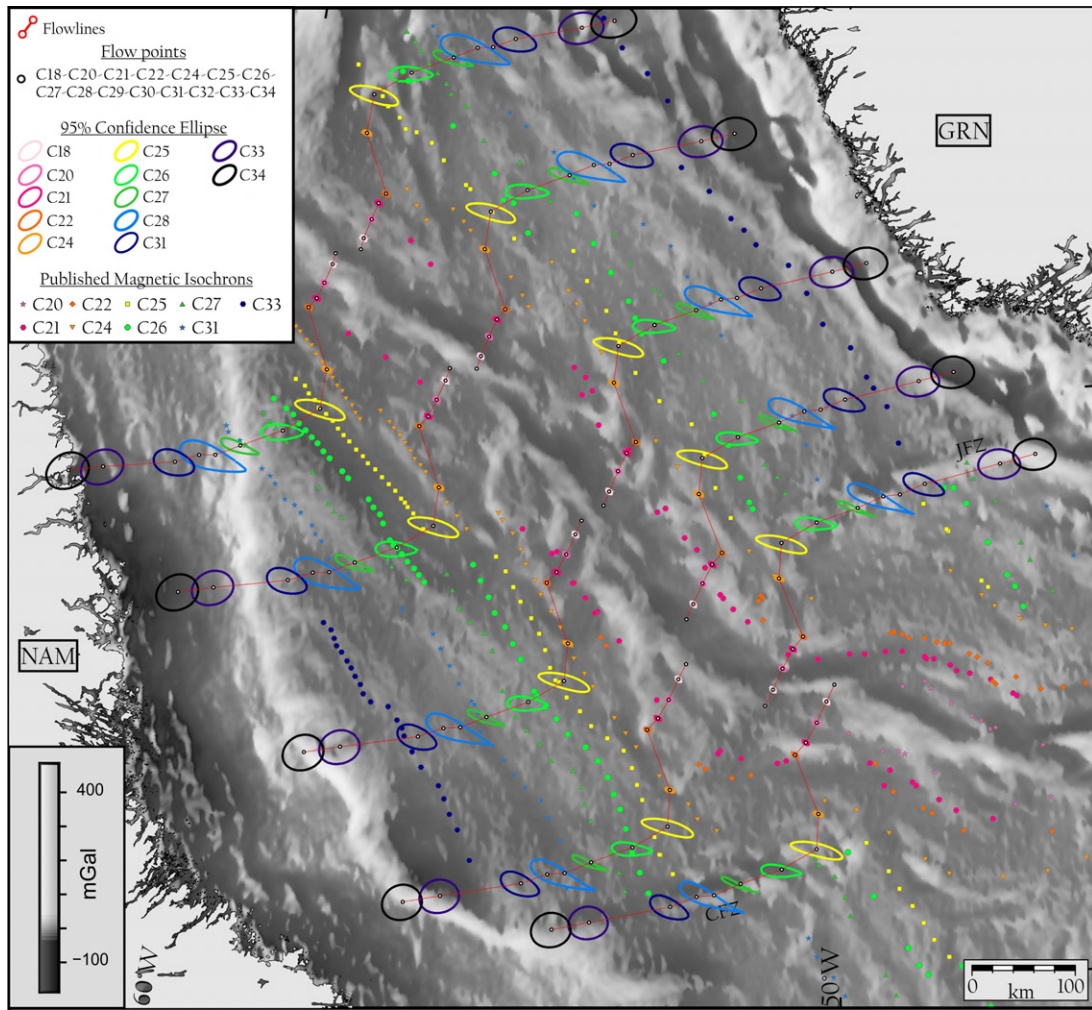 Flowlines
Flow points
C18-C20-C21-C22-C24-C25-C26-
C27-C28-C29-C30-C31-C32-C33-C34
95% Confidence Ellipse
C18 C25 C33
C20 C26 C34
C21 C27
C22 C28
C24 C31
Published Magnetic Isochrons
C20 C22 C25 C27 C33
C21 C24 C26 C31
GRN
JFZ
NAM
CFZ
400
mGal
-100
60°W
50°W
0 100
km